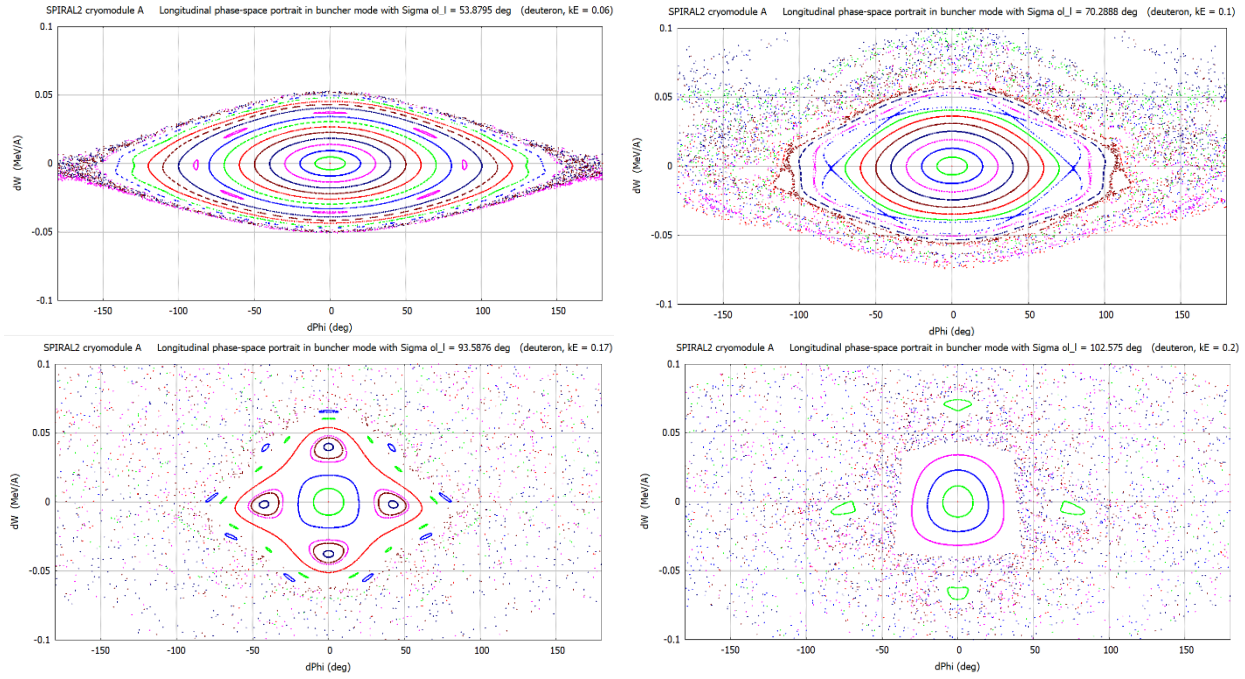 SPIRAL2 cryomodule A Longitudinal phase-space portrait in buncher mode with Sigma ol_l = 53.8795 deg (deuteron, kE = 0.06)
0.1
0.05
0
-0.05
-0.1
dW (MeV/A)
-150 -100 -50 0 50 100 150
dPhi (deg)
SPIRAL2 cryomodule A Longitudinal phase-space portrait in buncher mode with Sigma ol_l = 70.2888 deg (deuteron, kE = 0.1)
0.1
0.05
0
-0.05
-0.1
dW (MeV/A)
-150 -100 -50 0 50 100 150
dPhi (deg)
SPIRAL2 cryomodule A Longitudinal phase-space portrait in buncher mode with Sigma ol_l = 93.5876 deg (deuteron, kE = 0.17)
0.1
0.05
0
-0.05
-0.1
dW (MeV/A)
-150 -100 -50 0 50 100 150
dPhi (deg)
SPIRAL2 cryomodule A Longitudinal phase-space portrait in buncher mode with Sigma ol_l = 102.575 deg (deuteron, kE = 0.2)
0.1
0.05
0
-0.05
-0.1
dW (MeV/A)
-150 -100 -50 0 50 100 150
dPhi (deg)